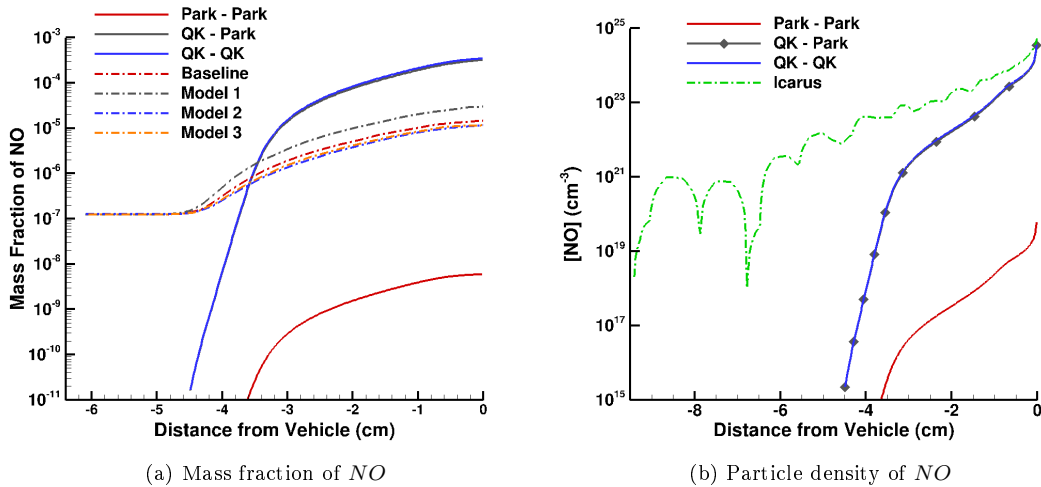 Park - Park
QK - Park
QK - QK
Baseline
Model 1
Model 2
Model 3
10-3
10-4
10-5
10-6
10-7
10-8
10-9
10-10
10-11
Mass Fraction of NO
-6 -5 -4 -3 -2 -1 0
Distance from Vehicle (cm)
(a) Mass fraction of NO
Park - Park
QK - Park
QK - QK
Icarus
1025
1023
1021
1019
1017
1015
[NO] (cm-3)
-8 -6 -4 -2 0
Distance from Vehicle (cm)
(b) Particle density of NO